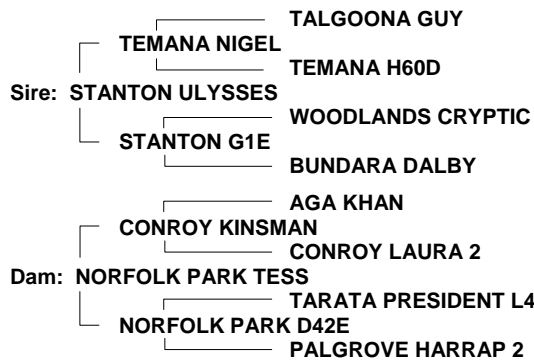 TALGOONA GUY
TEMANA NIGEL
TEMANA H60D
Sire: STANTON ULYSSES
WOODLANDS CRYPTIC
STANTON G1E
BUNDARA DALBY
AGA KHAN
CONROY KINSMAN
CONROY LAURA 2
Dam: NORFOLK PARK TESS
TARATA PRESIDENT L4
NORFOLK PARK D42E
PALGROVE HARRAP 2